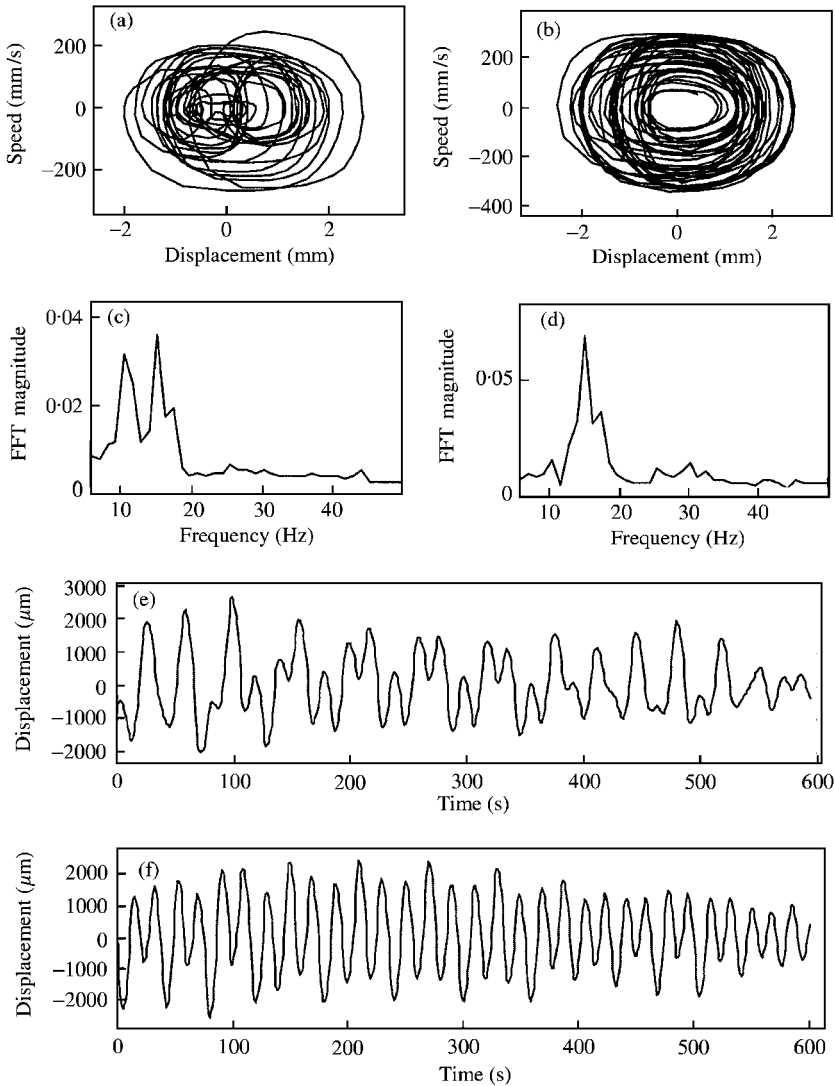 (a)
Speed (mm/s)
200
0
−200
−2 0 2
Displacement (mm)
(b)
Speed (mm/s)
200
0
−200
−400
−2 0 2
Displacement (mm)
(c)
FFT magnitude
0·04
0·02
0
10 20 30 40
Frequency (Hz)
(d)
FFT magnitude
0·05
0
10 20 30 40
Frequency (Hz)
(e)
Displacement (μm)
3000
2000
1000
0
−1000
−2000
0 100 200 300 400 500 600
Time (s)
(f)
Displacement (μm)
2000
1000
0
−1000
−2000
0 100 200 300 400 500 600
Time (s)